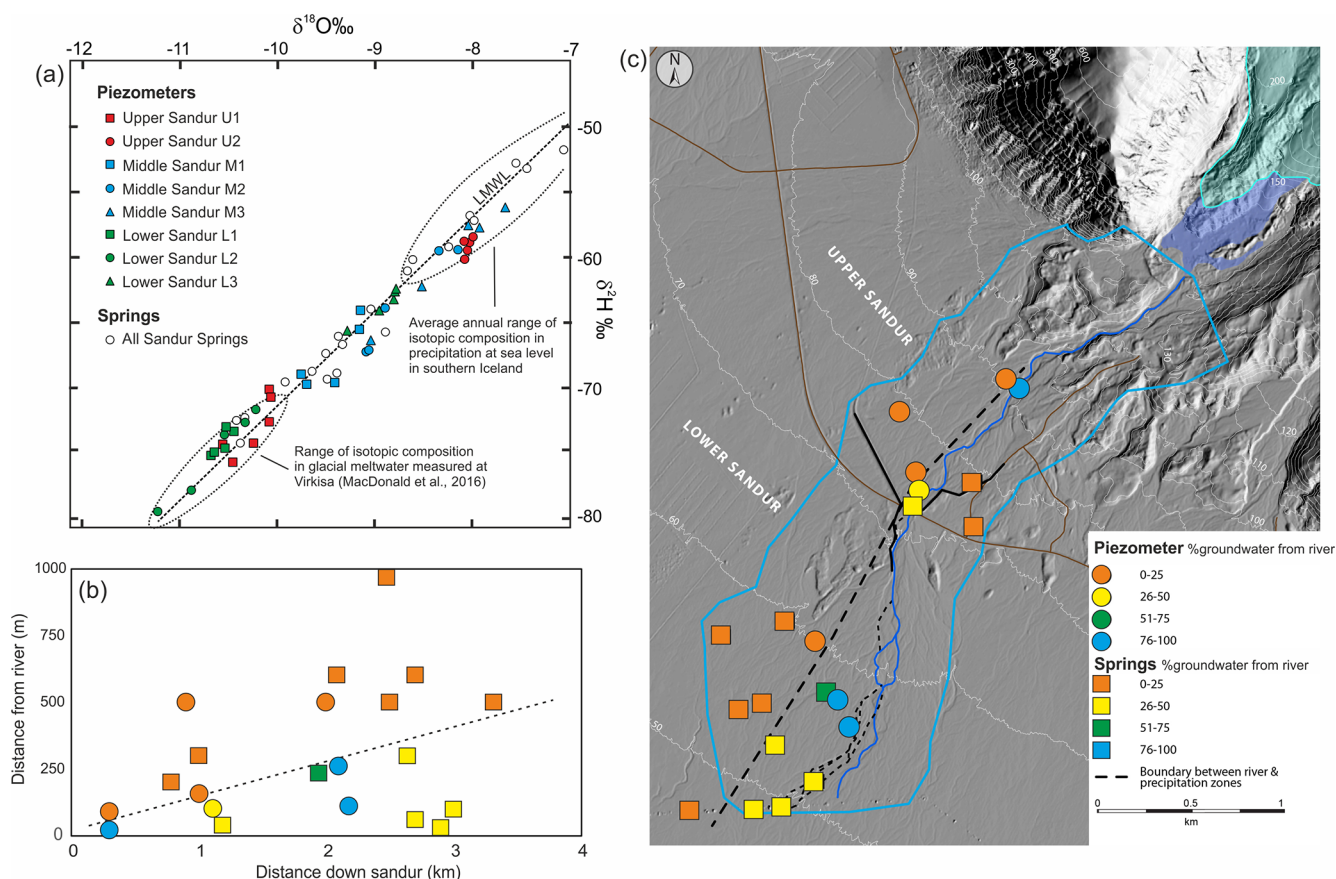 δ¹⁸O‰
-12
-11
-10
-9
-8
-7
(a)
Piezometers
Upper Sandur U1
Upper Sandur U2
Middle Sandur M1
Middle Sandur M2
Middle Sandur M3
Lower Sandur L1
Lower Sandur L2
Lower Sandur L3
Springs
All Sandur Springs
LMWL
Average annual range of
isotopic composition in
precipitation at sea level
in southern Iceland
Range of isotopic composition
in glacial meltwater measured at
Virkisa (MacDonald et al., 2016)
-50
-60
-70
-80
δ²H ‰
(b)
1000
750
500
250
0
Distance from river (m)
0
1
2
3
4
Distance down sandur (km)
(c)
N
300
400
500
600
200
150
100
90
80
70
60
50
130
120
110
100
UPPER SANDUR
LOWER SANDUR
Piezometer %groundwater from river
0-25
26-50
51-75
76-100
Springs %groundwater from river
0-25
26-50
51-75
76-100
Boundary between river &
precipitation zones
0 0.5 1
km